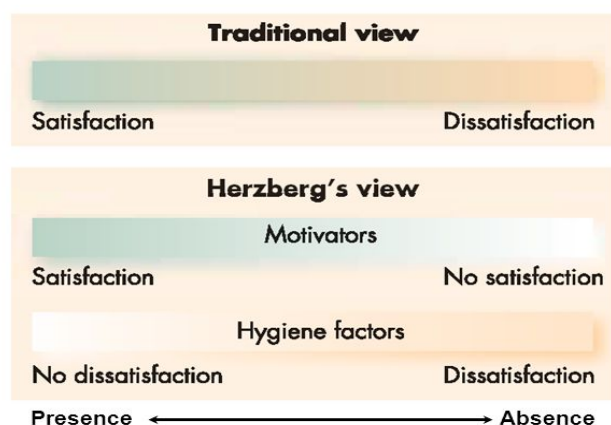 Traditional view
Satisfaction Dissatisfaction
Herzberg's view
Motivators
Satisfaction No satisfaction
Hygiene factors
No dissatisfaction Dissatisfaction
Presence Absence